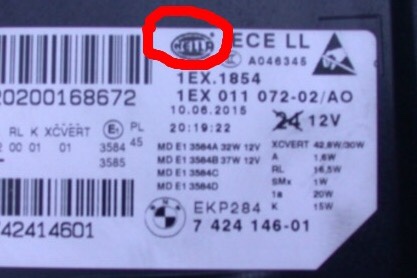 HELLA ECE LL
A046345
1EX.1854
20200168672
1EX 011 072-02/AO
10.06.2015
20:19:22
24 12V
RL K XCVERT E1 PL
2 00 01 01 3584 45
3585
MD E1 3584A 32W 12V
MD E1 3584B 37W 12V
MD E1 3584C
MD E1 3584D
XCVERT 42,8W/30W
A 1,6W
RL 16,5W
SMx 1W
1a 20W
K 15W
BMW EKP284
7 424 146-01
42414601